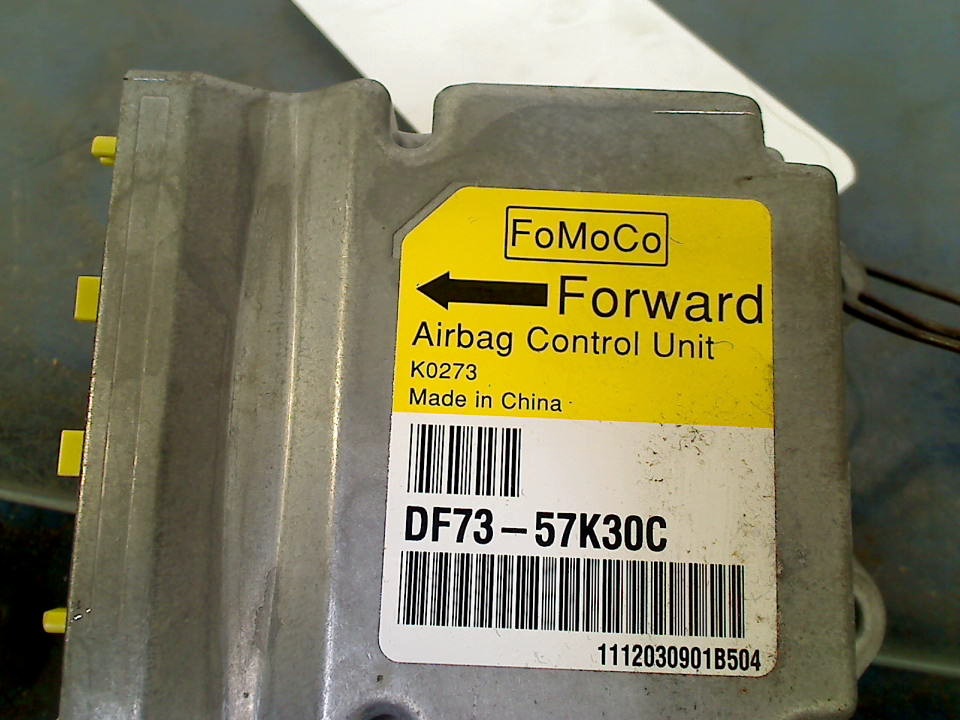 FoMoCo
Forward
Airbag Control Unit
K0273
Made in China
DF73-57K30C
1112030901B504